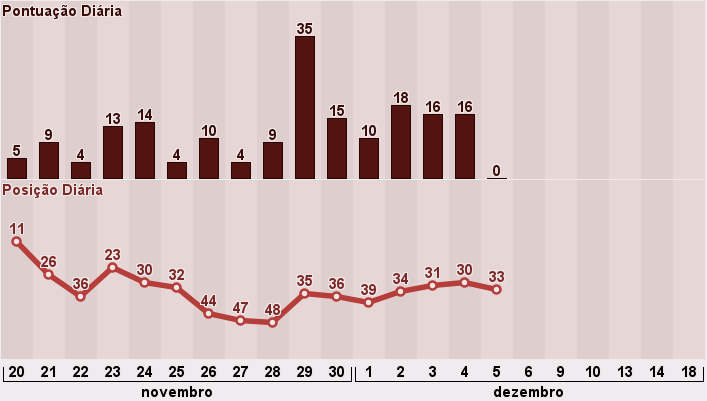 Pontuação Diária
5 9 4 13 14 4 10 4 9 35 15 10 18 16 16 0
Posição Diária
11 26 36 23 30 32 44 47 48 35 36 39 34 31 30 33
20 21 22 23 24 25 26 27 28 29 30 1 2 3 4 5 6 9 10 13 14 18
novembro dezembro